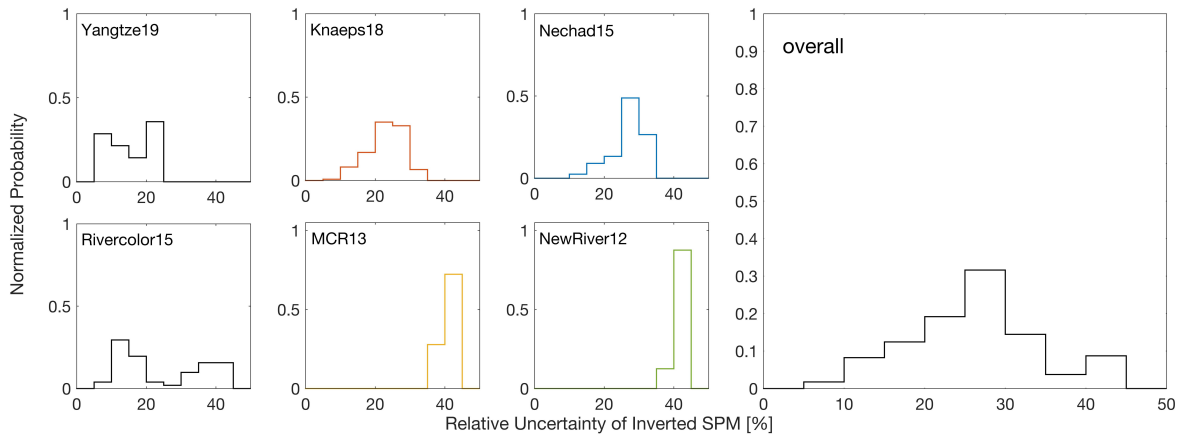 Normalized Probability
Yangtze19
1
0.5
0
0 20 40
Knaeps18
1
0.5
0
0 20 40
Nechad15
1
0.5
0
0 20 40
Rivercolor15
1
0.5
0
0 20 40
MCR13
1
0.5
0
0 20 40
NewRiver12
1
0.5
0
0 20 40
overall
1
0.9
0.8
0.7
0.6
0.5
0.4
0.3
0.2
0.1
0
0 10 20 30 40 50
Relative Uncertainty of Inverted SPM [%]